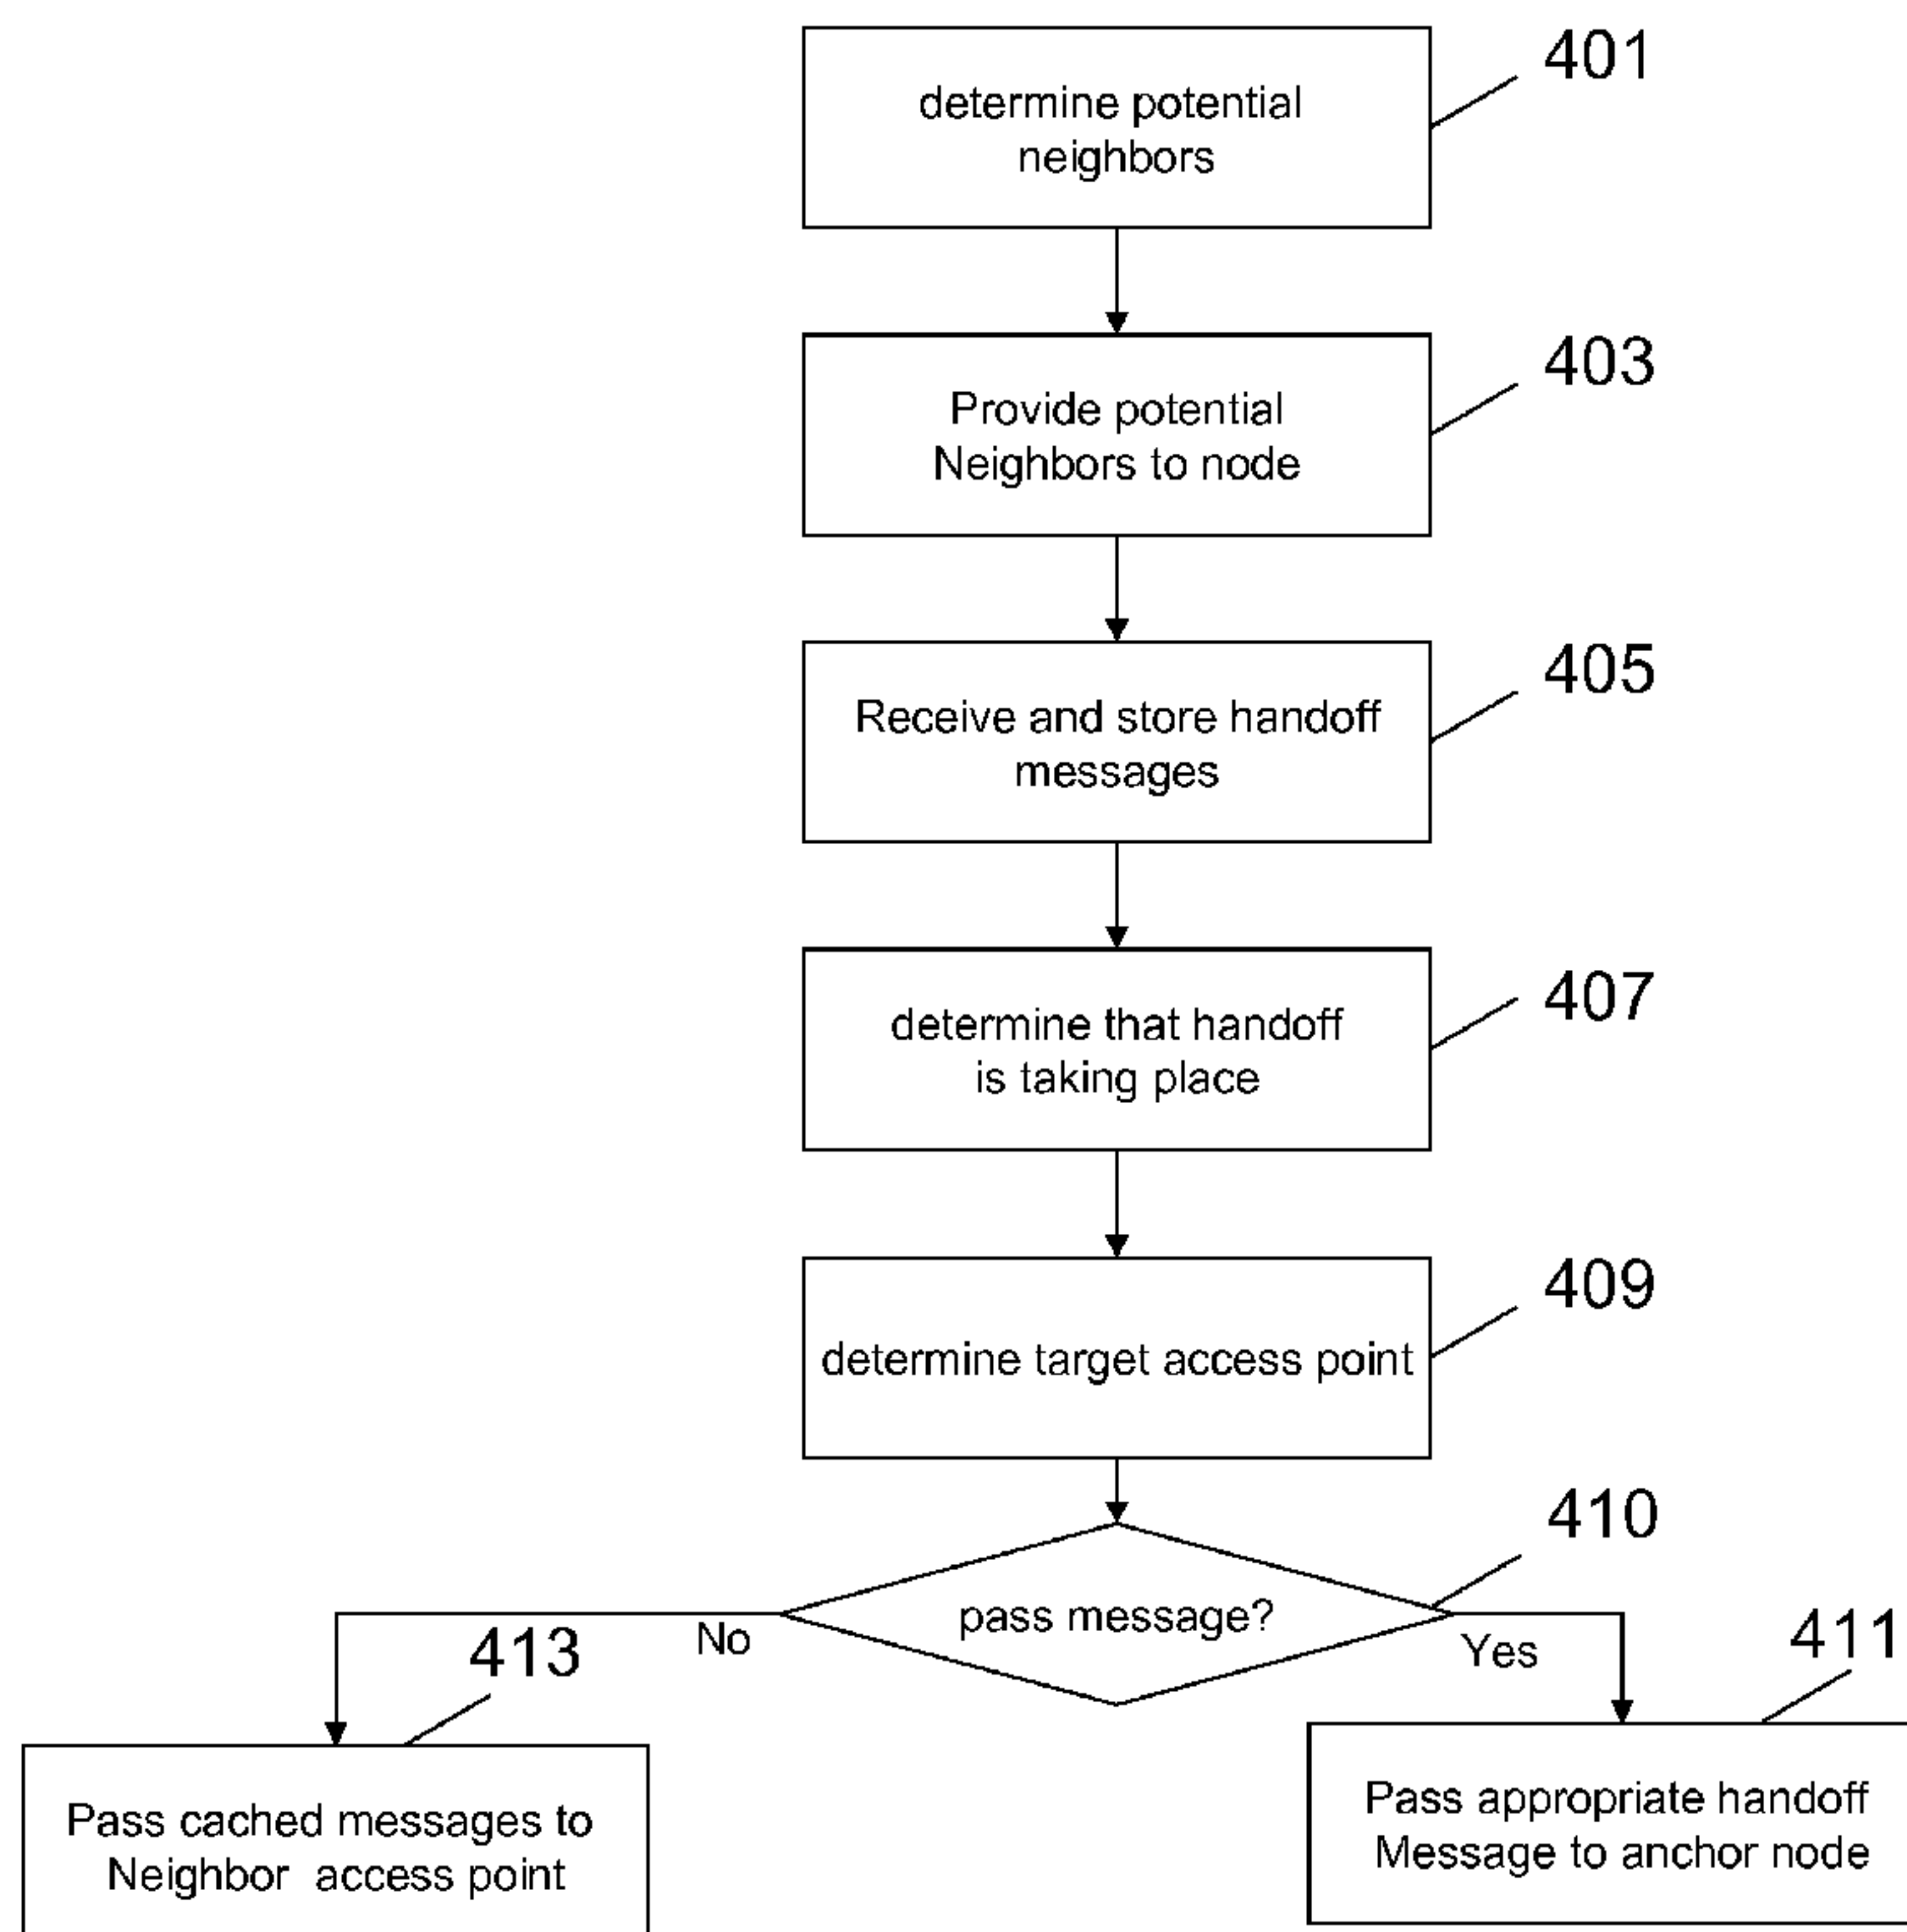 401
determine potential
neighbors
403
Provide potential
Neighbors to node
405
Receive and store handoff
messages
407
determine that handoff
is taking place
409
determine target access point
410
pass message?
No
Yes
413
411
Pass cached messages to
Neighbor access point
Pass appropriate handoff
Message to anchor node